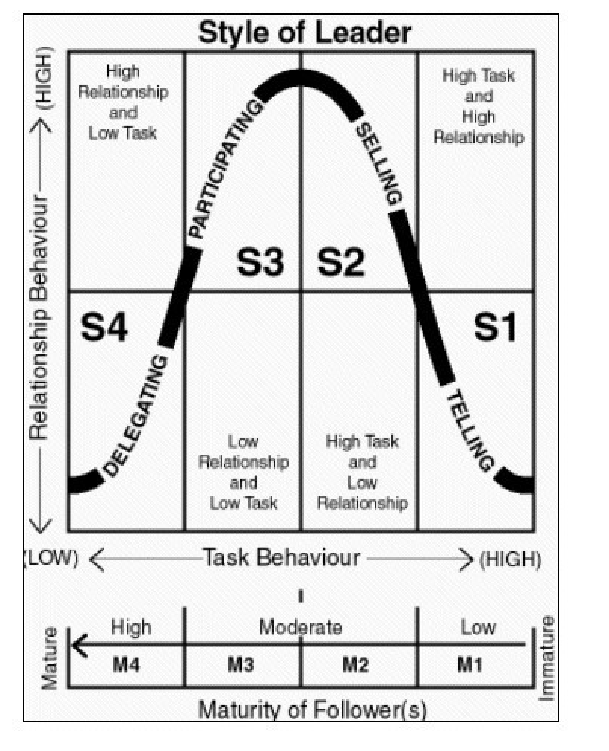 Style of Leader
(HIGH)
Relationship Behaviour
High
Relationship
and
Low Task
High Task
and
High
Relationship
PARTICIPATING
SELLING
S3
S2
S4
S1
DELEGATING
TELLING
Low
Relationship
and
Low Task
High Task
and
Low
Relationship
(LOW)
Task Behaviour
(HIGH)
Mature
High
Moderate
Low
Immature
M4
M3
M2
M1
Maturity of Follower(s)